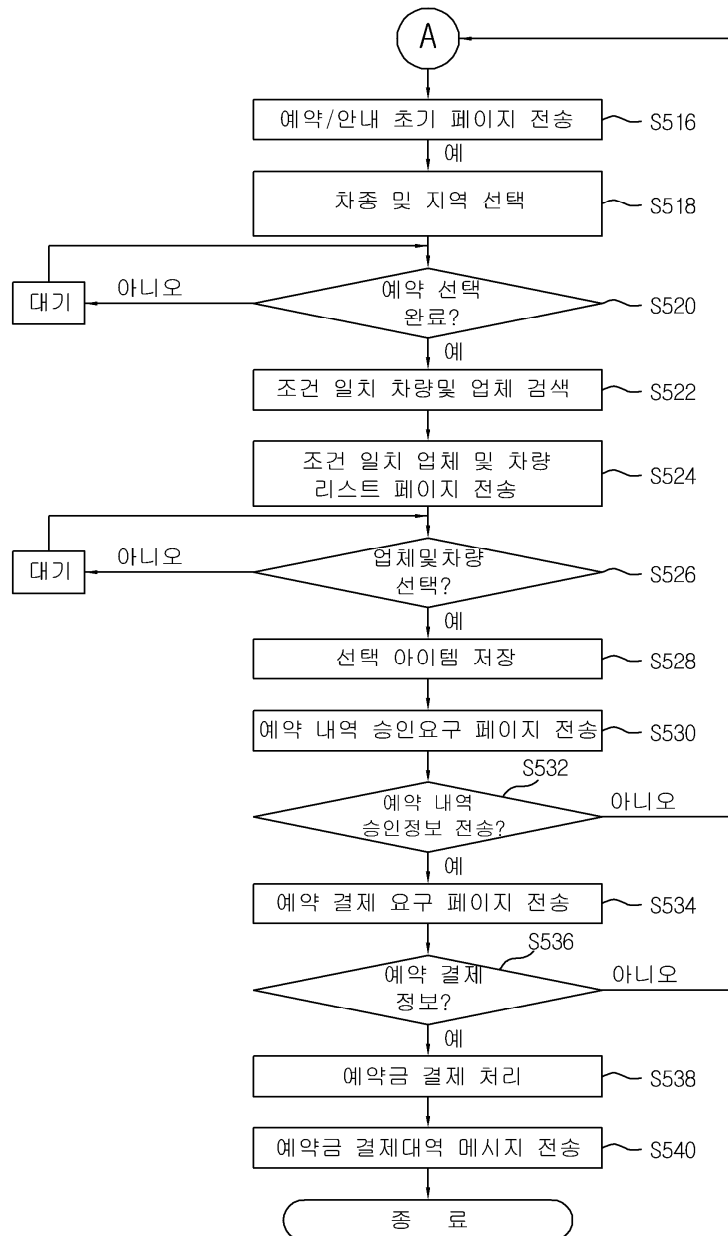 A
예약/안내 초기 페이지 전송
S516
예
차종 및 지역 선택
S518
대기
아니오
예약 선택
완료?
S520
예
조건 일치 차량및 업체 검색
S522
조건 일치 업체 및 차량
리스트 페이지 전송
S524
대기
아니오
업체및차량
선택?
S526
예
선택 아이템 저장
S528
예약 내역 승인요구 페이지 전송
S530
S532
예약 내역
승인정보 전송?
아니오
예
예약 결제 요구 페이지 전송
S534
S536
예약 결제
정보?
아니오
예
예약금 결제 처리
S538
예약금 결제대역 메시지 전송
S540
종 료